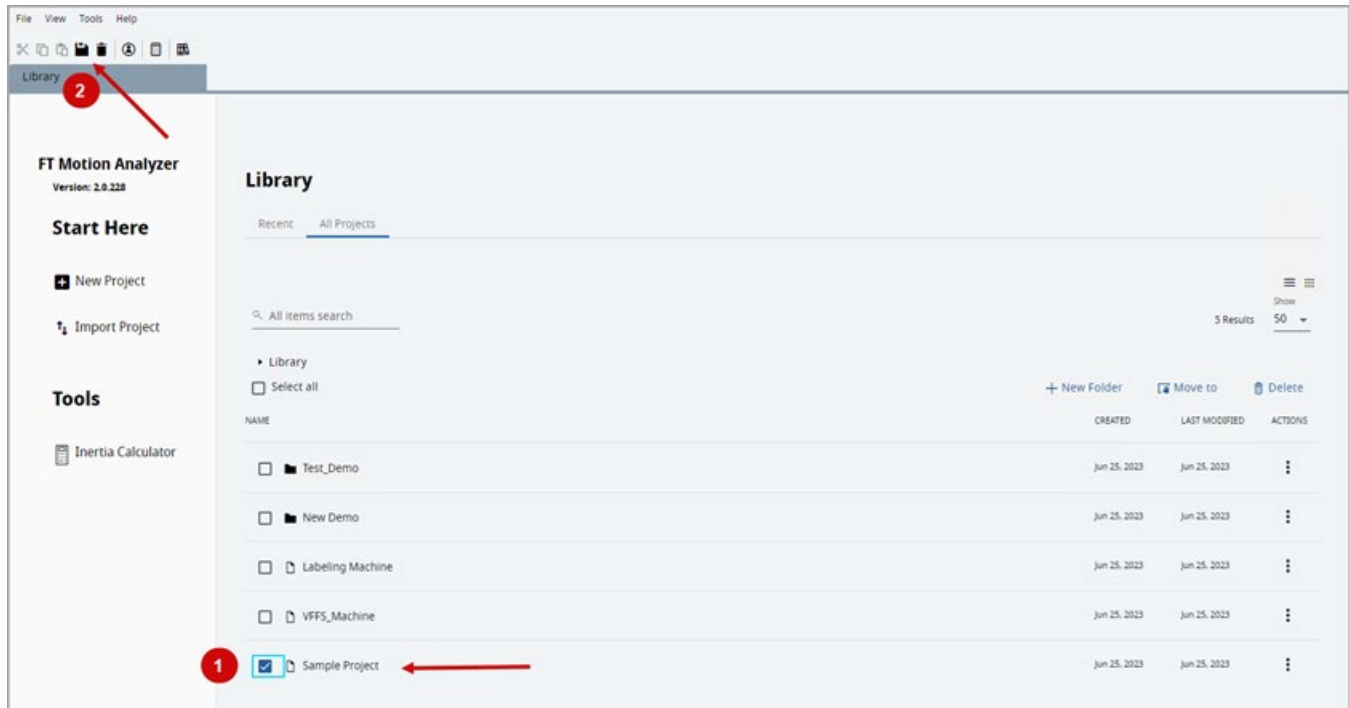 File View Tools Help
Library
2
FT Motion Analyzer
Version: 2.0.228
Start Here
New Project
Import Project
Tools
Inertia Calculator
Library
Recent All Projects
All items search
5 Results
Show
50
Library
Select all
New Folder Move to Delete
NAME CREATED LAST MODIFIED ACTIONS
Test_Demo Jun 25, 2023 Jun 25, 2023
New Demo Jun 25, 2023 Jun 25, 2023
Labeling Machine Jun 25, 2023 Jun 25, 2023
VFFS_Machine Jun 25, 2023 Jun 25, 2023
1 Sample Project Jun 25, 2023 Jun 25, 2023